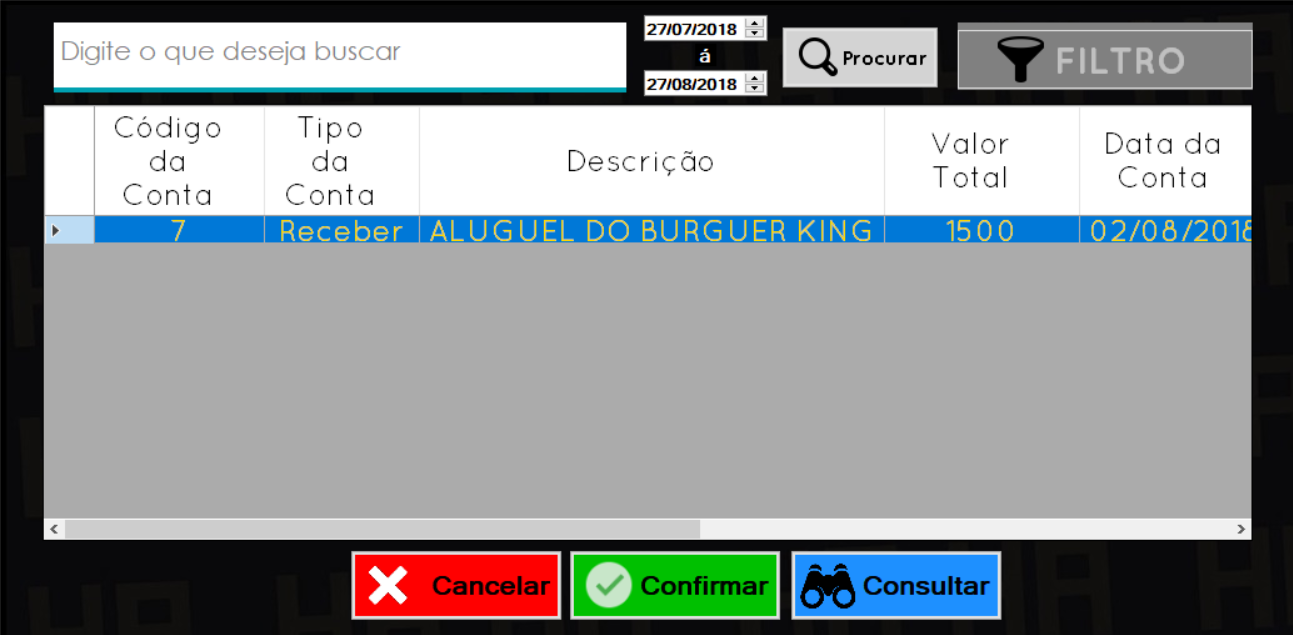 Digite o que deseja buscar
27/07/2018
á
27/08/2018
Procurar
FILTRO
Código da Conta
Tipo da Conta
Descrição
Valor Total
Data da Conta
7 Receber ALUGUEL DO BURGUER KING 1500 02/08/2018
Cancelar
Confirmar
Consultar